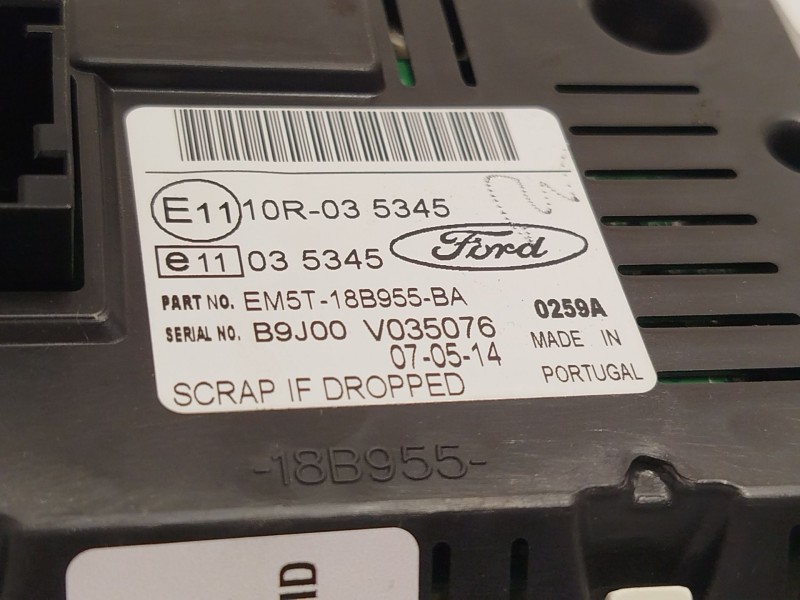 E11 10R-03 5345
e11 03 5345 Ford
PART NO. EM5T-18B955-BA 0259A
SERIAL NO. B9J00 V035076 MADE IN
07-05-14 PORTUGAL
SCRAP IF DROPPED
-18B955-